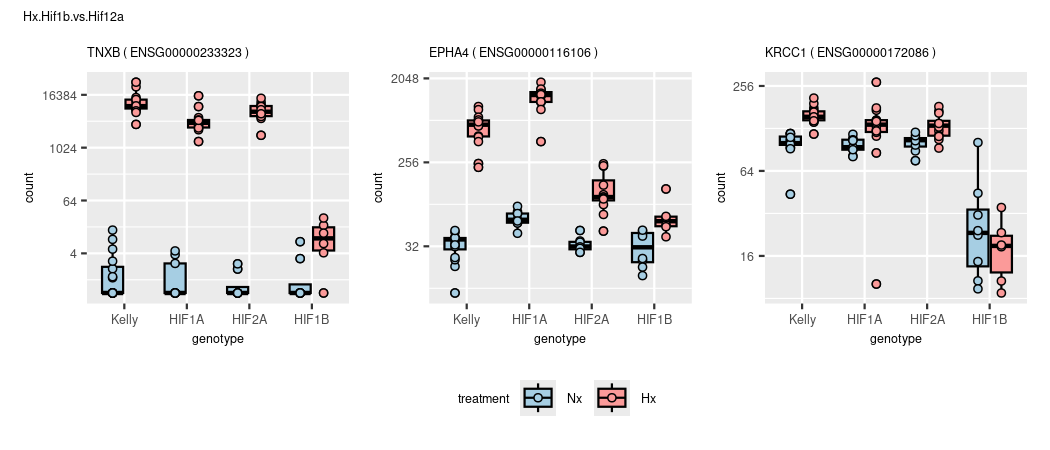 Hx.Hif1b.vs.Hif12a
TNXB ( ENSG00000233323 )
EPHA4 ( ENSG00000116106 )
KRCC1 ( ENSG00000172086 )
count
16384
1024
64
4
Kelly HIF1A HIF2A HIF1B
genotype
count
2048
256
32
Kelly HIF1A HIF2A HIF1B
genotype
count
256
64
16
Kelly HIF1A HIF2A HIF1B
genotype
treatment Nx Hx